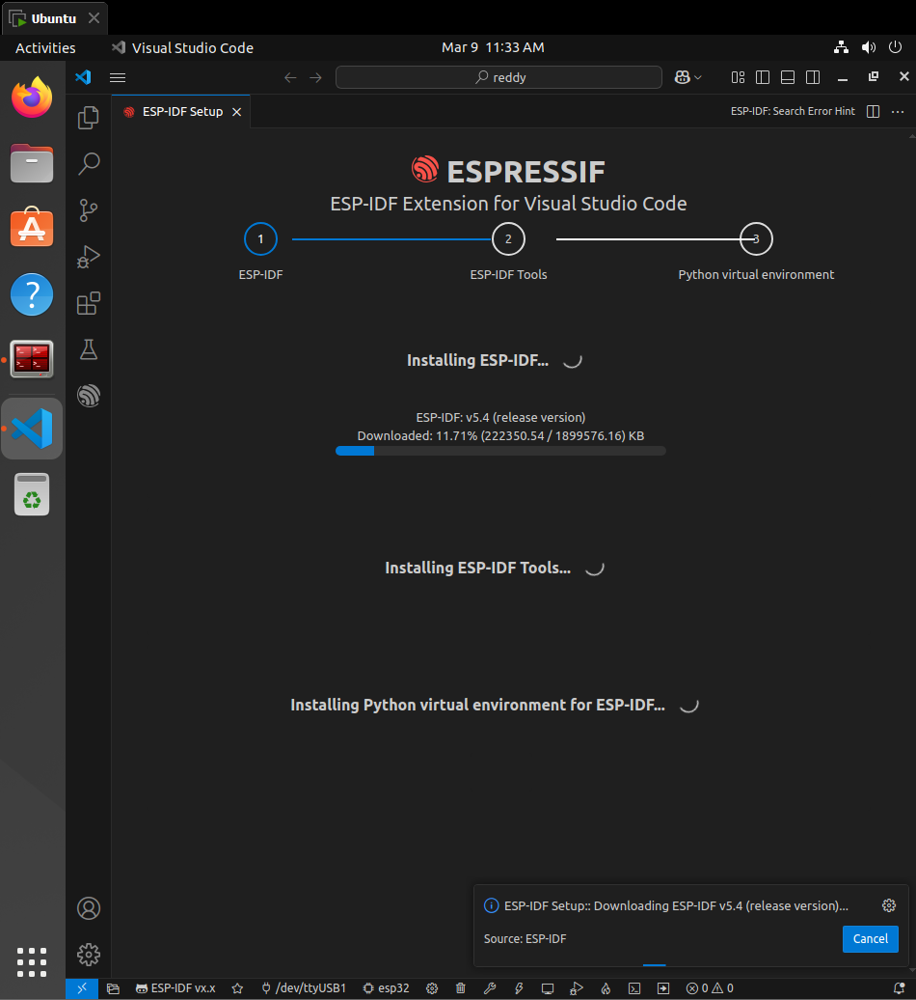 Ubuntu
Activities
Visual Studio Code
Mar 9 11:33 AM
reddy
ESP-IDF Setup
ESP-IDF: Search Error Hint
ESPRESSIF
ESP-IDF Extension for Visual Studio Code
1
2
3
ESP-IDF
ESP-IDF Tools
Python virtual environment
Installing ESP-IDF...
ESP-IDF: v5.4 (release version)
Downloaded: 11.71% (222350.54 / 1899576.16) KB
Installing ESP-IDF Tools...
Installing Python virtual environment for ESP-IDF...
ESP-IDF Setup:: Downloading ESP-IDF v5.4 (release version)...
Source: ESP-IDF
Cancel
ESP-IDF vx.x
/dev/ttyUSB1
esp32
0
0